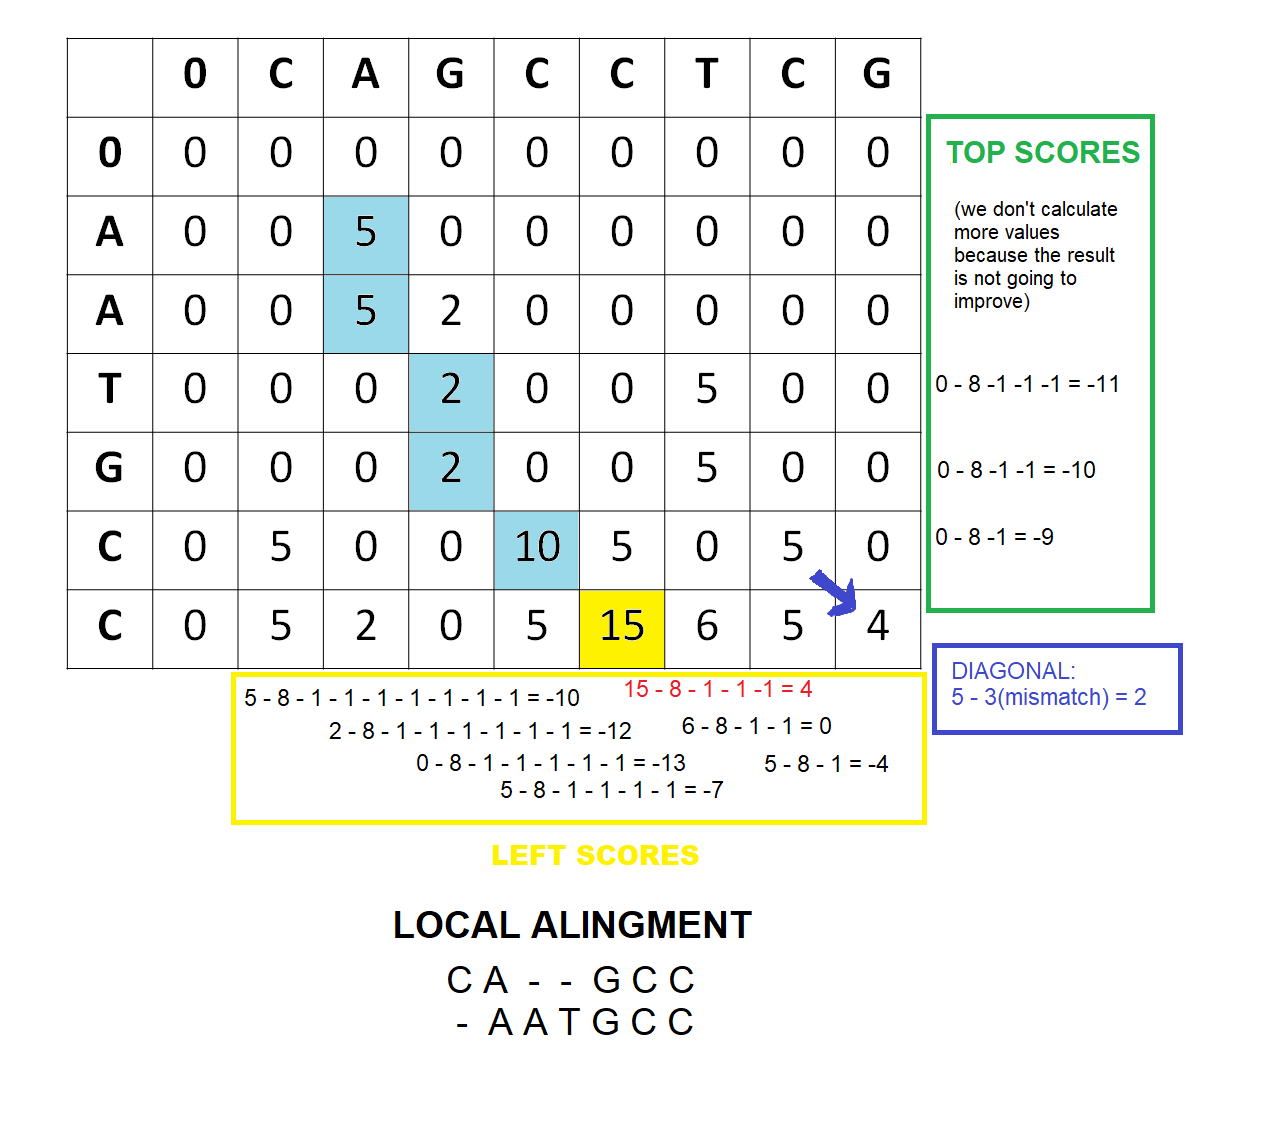 0 C A G C C T C G
0 0 0 0 0 0 0 0 0 0
A 0 0 5 0 0 0 0 0 0
A 0 0 5 2 0 0 0 0 0
T 0 0 0 2 0 0 5 0 0
G 0 0 0 2 0 0 5 0 0
C 0 5 0 0 10 5 0 5 0
C 0 5 2 0 5 15 6 5 4
TOP SCORES
(we don't calculate
more values
because the result
is not going to
improve)
0 - 8 -1 -1 -1 = -11
0 - 8 -1 -1 = -10
0 - 8 -1 = -9
DIAGONAL:
5 - 3(mismatch) = 2
5 - 8 - 1 - 1 - 1 - 1 - 1 - 1 - 1 = -10
15 - 8 - 1 - 1 -1 = 4
2 - 8 - 1 - 1 - 1 - 1 - 1 - 1 = -12
6 - 8 - 1 - 1 = 0
0 - 8 - 1 - 1 - 1 - 1 - 1 = -13
5 - 8 - 1 = -4
5 - 8 - 1 - 1 - 1 - 1 = -7
LEFT SCORES
LOCAL ALINGMENT
C A - - G C C
- A A T G C C